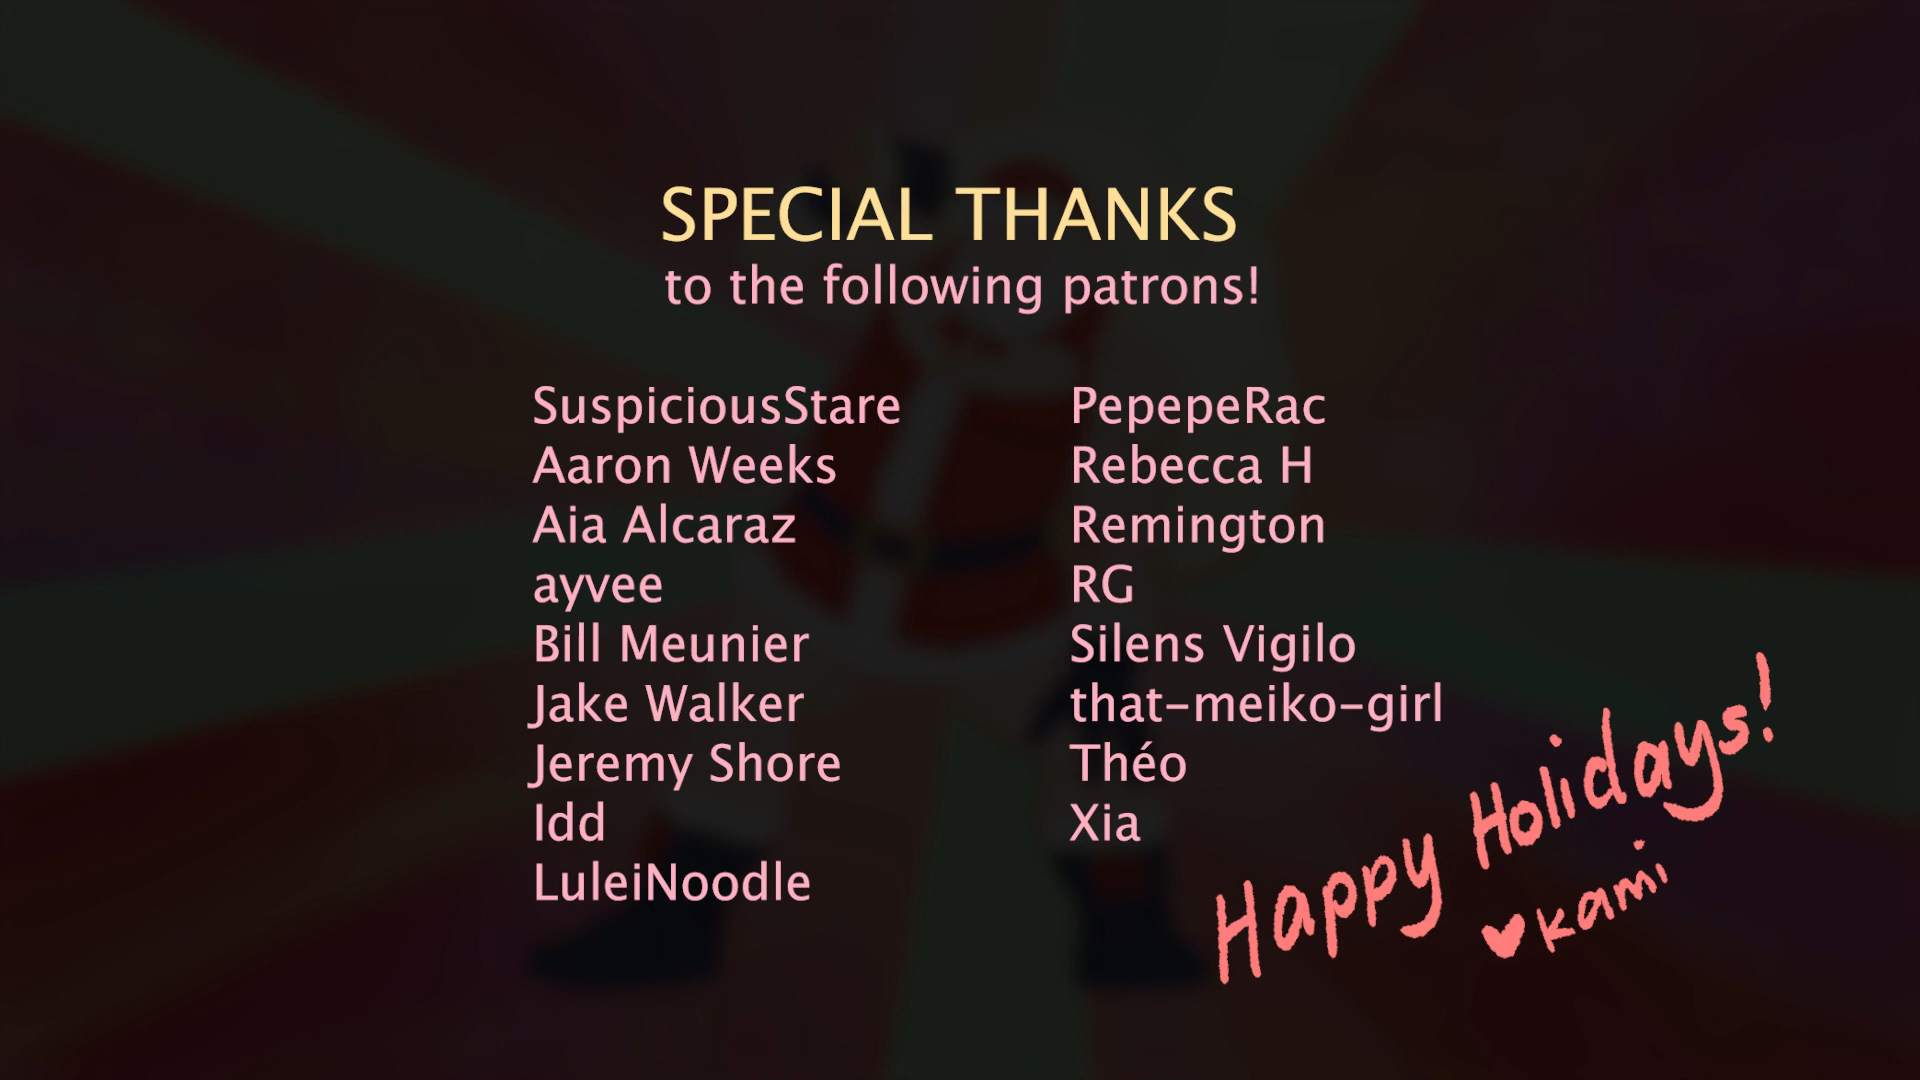 SPECIAL THANKS
to the following patrons!
SuspiciousStare
Aaron Weeks
Aia Alcaraz
ayvee
Bill Meunier
Jake Walker
Jeremy Shore
ldd
LuleiNoodle
PepepeRac
Rebecca H
Remington
RG
Silens Vigilo
that-meiko-girl
Théo
Xia
Happy Holidays!
♥kami